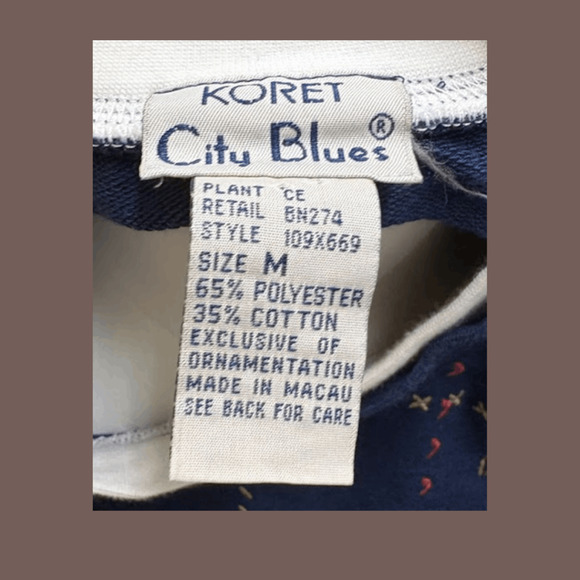 KORET
City Blues®
PLANT CE
RETAIL BN274
STYLE 109X669
SIZE M
65% POLYESTER
35% COTTON
EXCLUSIVE OF
ORNAMENTATION
MADE IN MACAU
SEE BACK FOR CARE